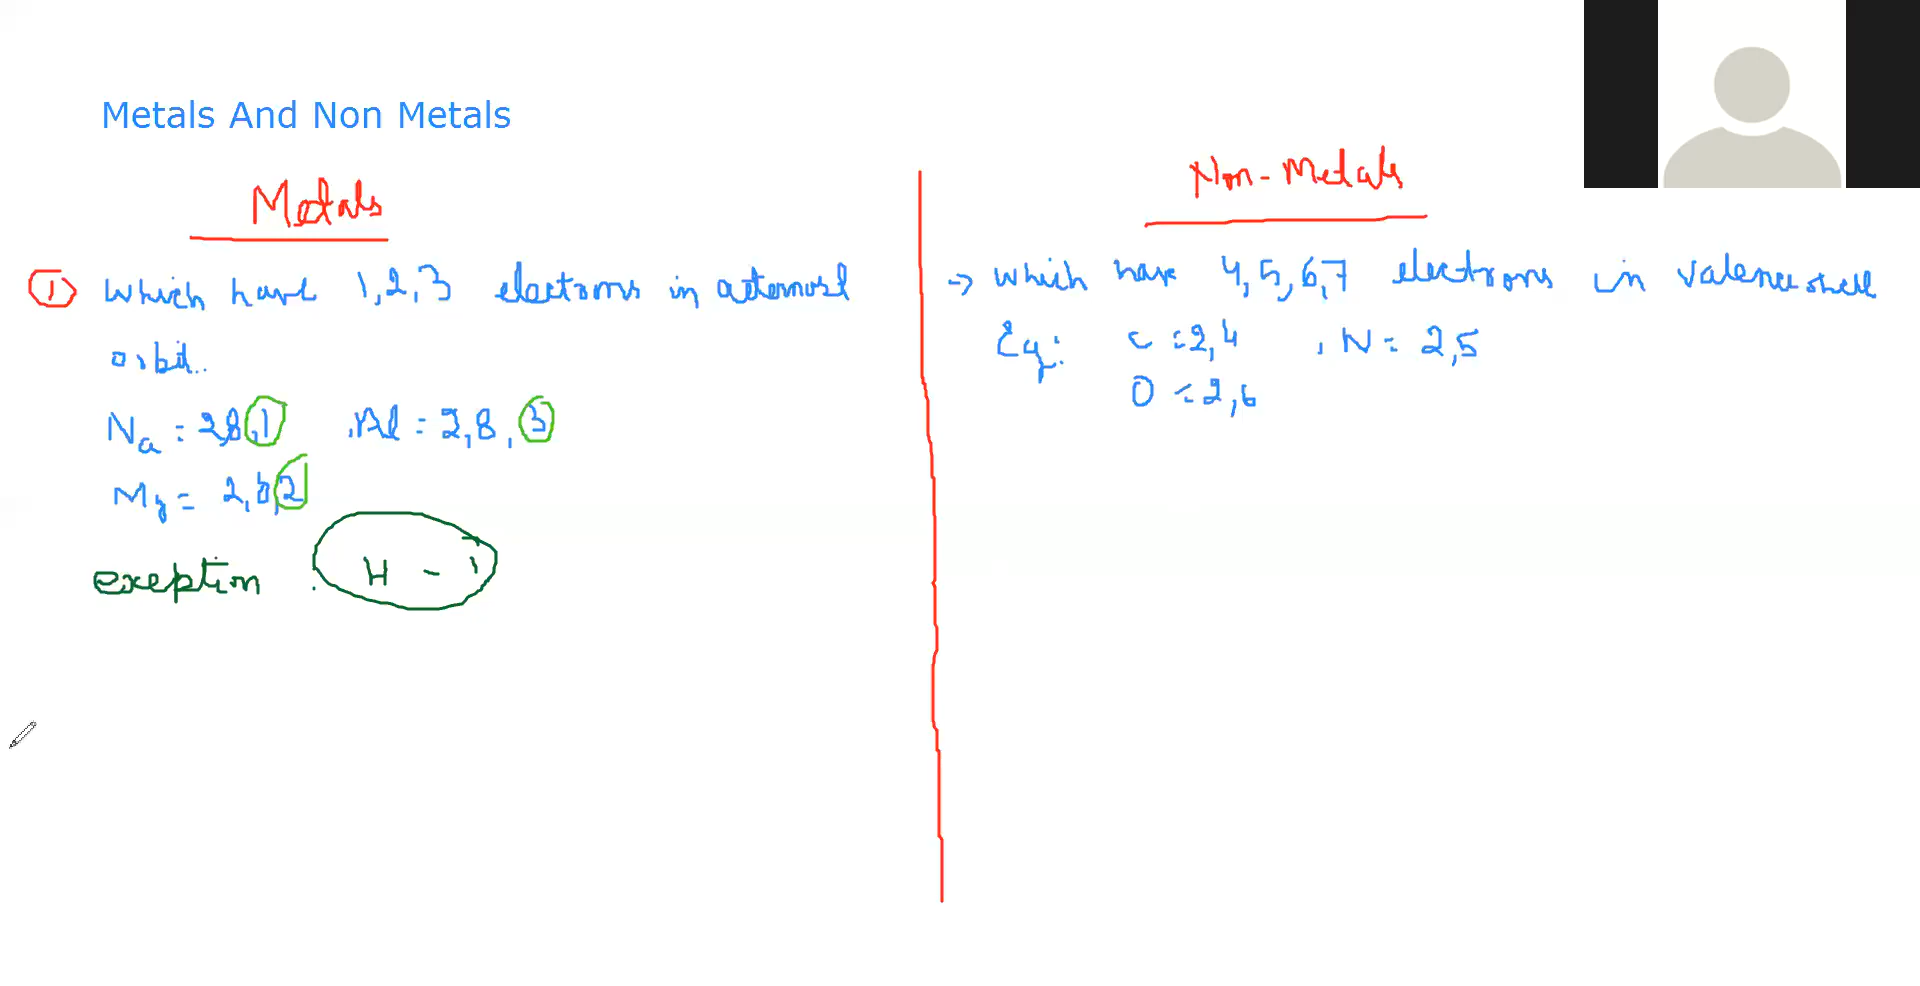 Metals And Non Metals
Metals
① which have 1,2,3 electrons in outermost
orbit..
Na = 2,8,1 , Al = 2,8,3
Mg = 2,8,2
exeption : H - 1
Non-Metals
→ which have 4,5,6,7 electrons in valence shell
Eg: C = 2,4 , N = 2,5
O = 2,6